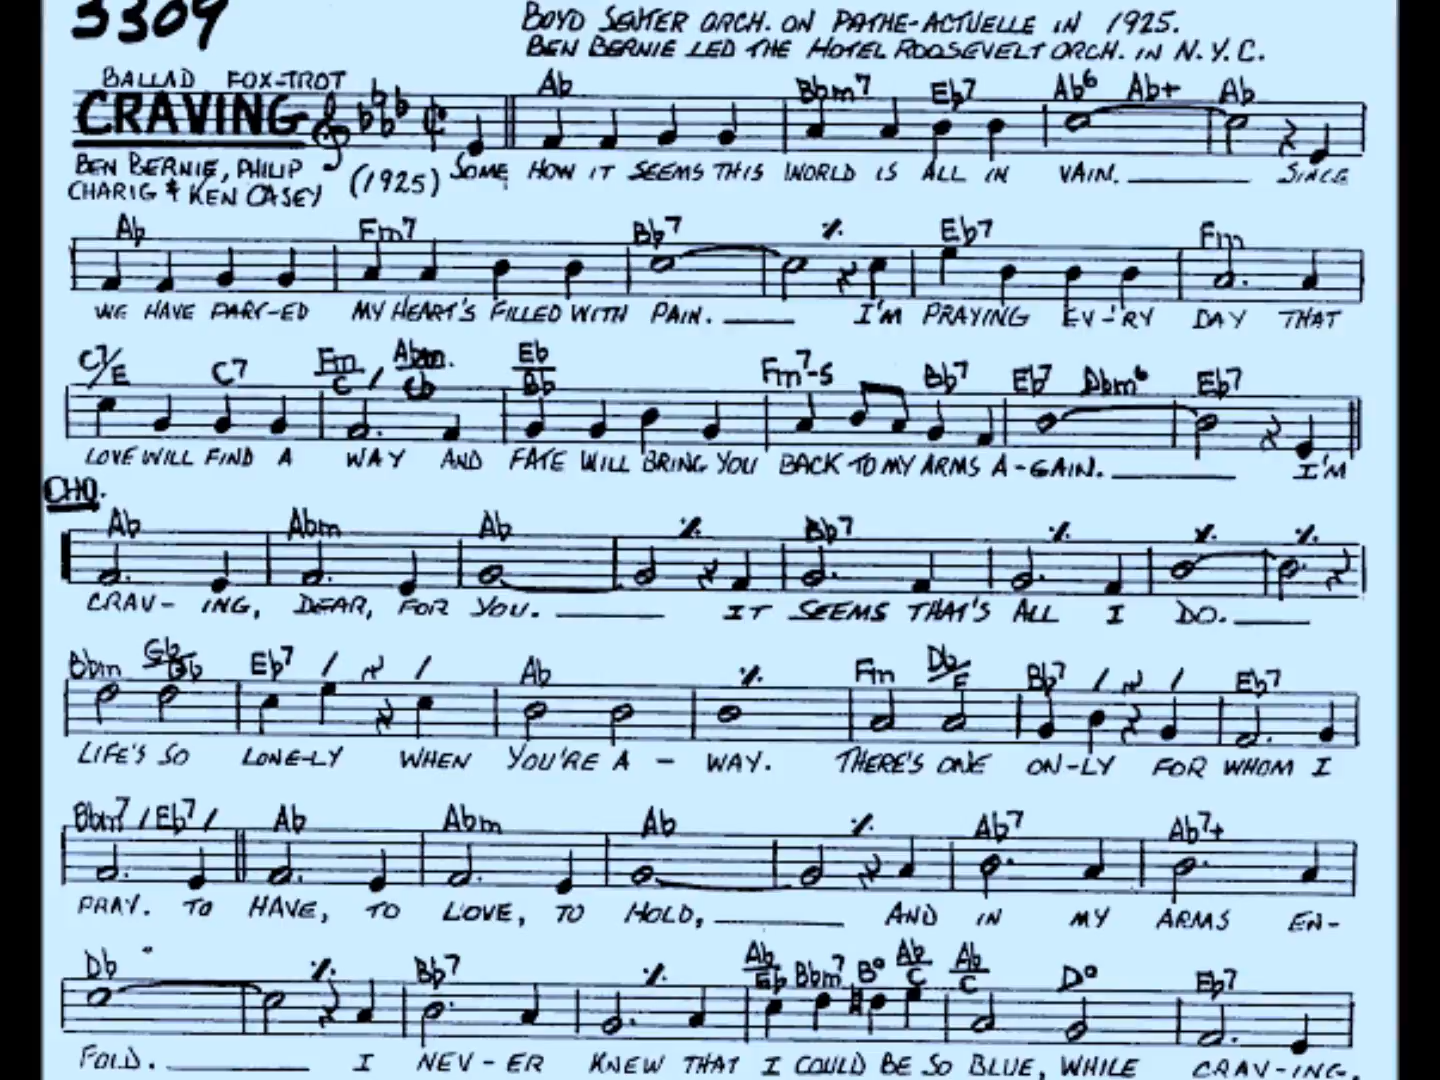 3309
BOYD SENTER ORCH. ON PATHE-ACTUELLE IN 1925.
BEN BERNIE LED THE HOTEL ROOSEVELT ORCH. IN N.Y.C.
BALLAD FOX-TROT
CRAVING
BEN BERNIE, PHILIP
CHARIG & KEN CASEY (1925)
Ab Bbm7 Eb7 Ab6 Ab+ Ab
SOME HOW IT SEEMS THIS WORLD IS ALL IN VAIN. SINCE
Ab Fm7 Bb7 Eb7 Fm
WE HAVE PART-ED MY HEART'S FILLED WITH PAIN. I'M PRAYING EV-'RY DAY THAT
C7/E C7 Fm/C / Abm/Cb Eb/Bb Fm7-5 Bb7 Eb7 Dbm6 Eb7
LOVE WILL FIND A WAY AND FATE WILL BRING YOU BACK TO MY ARMS A-GAIN. I'M
CHO.
Ab Abm Ab Bb7
CRAV- ING, DEAR, FOR YOU. IT SEEMS THAT'S ALL I DO.
Bbm Eb7 / / Ab Fm Bb7 / / Eb7
LIFE'S SO LONE-LY WHEN YOU'RE A - WAY. THERE'S ONE ON-LY FOR WHOM I
Bbm7 / Eb7 / Ab Abm Ab Ab7 Ab7+
PRAY. TO HAVE, TO LOVE, TO HOLD, AND IN MY ARMS EN-
Db Bb7 Ab/Eb Bbm7 B° Ab/C Ab/C D° Eb7
FOLD. I NEV-ER KNEW THAT I COULD BE SO BLUE, WHILE CRAV-ING,